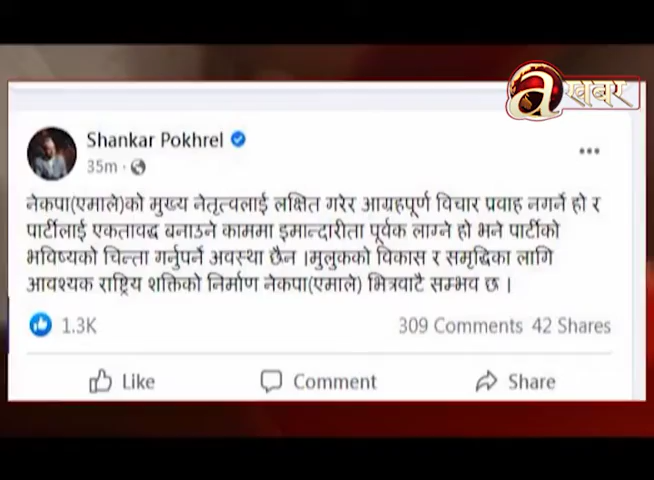 a खबर
Shankar Pokhrel
35m ·
नेकपा(एमाले)को मुख्य नेतृत्वलाई लक्षित गरेर आग्रहपूर्ण विचार प्रवाह नगर्ने हो र
पार्टीलाई एकतावद्ध बनाउने काममा इमान्दारीता पूर्वक लाग्ने हो भने पार्टीको
भविष्यको चिन्ता गर्नुपर्ने अवस्था छैन ।मुलुकको विकास र समृद्धिका लागि
आवश्यक राष्ट्रिय शक्तिको निर्माण नेकपा(एमाले) भित्रवाटै सम्भव छ ।
1.3K 309 Comments 42 Shares
Like Comment Share